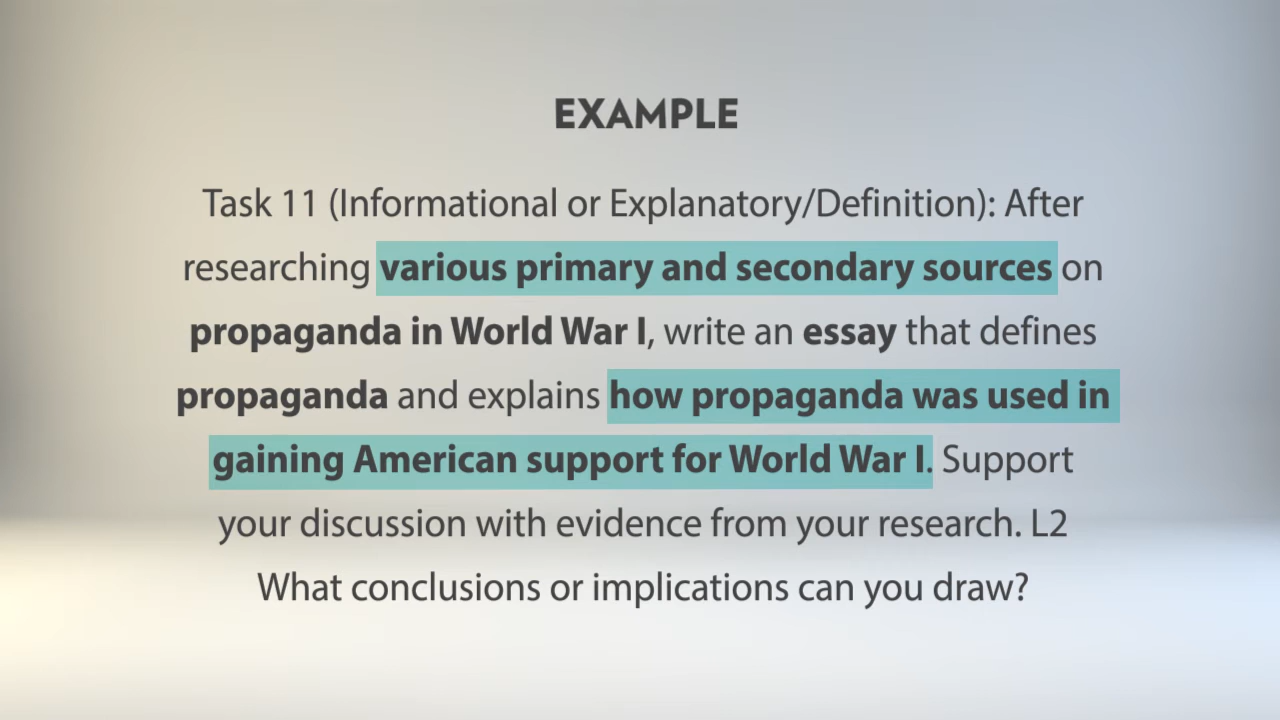 EXAMPLE
Task 11 (Informational or Explanatory/Definition): After
researching various primary and secondary sources on
propaganda in World War I, write an essay that defines
propaganda and explains how propaganda was used in
gaining American support for World War I. Support
your discussion with evidence from your research. L2
What conclusions or implications can you draw?